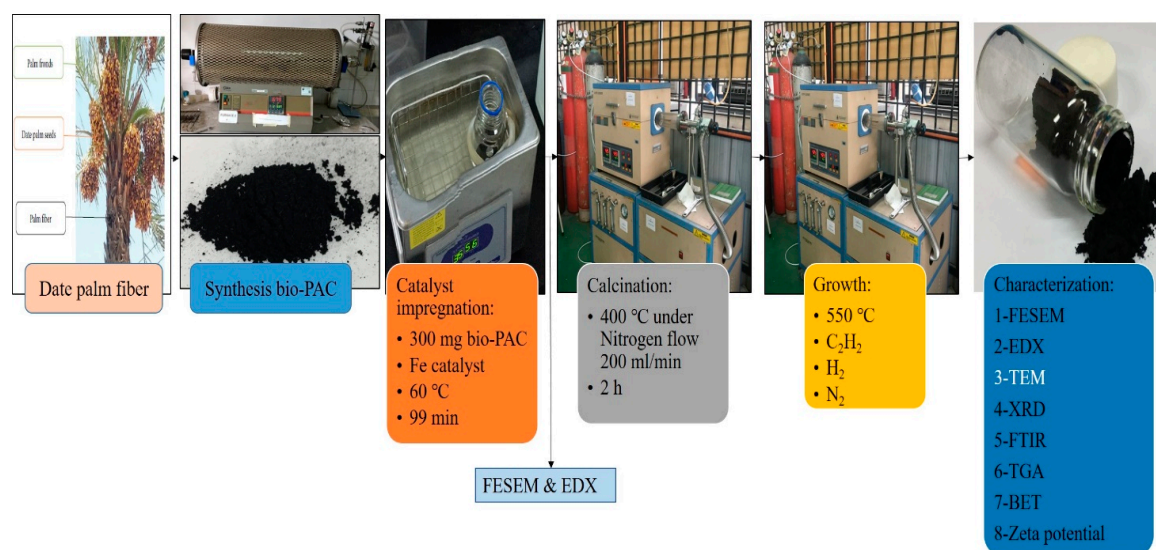 Palm fronds
Date palm seeds
Palm fiber
Date palm fiber
Synthesis bio-PAC
Catalyst
impregnation:
• 300 mg bio-PAC
• Fe catalyst
• 60 °C
• 99 min
Calcination:
• 400 °C under
Nitrogen flow
200 ml/min
• 2 h
Growth:
• 550 °C
• C₂H₂
• H₂
• N₂
Characterization:
1-FESEM
2-EDX
3-TEM
4-XRD
5-FTIR
6-TGA
7-BET
8-Zeta potential
FESEM & EDX